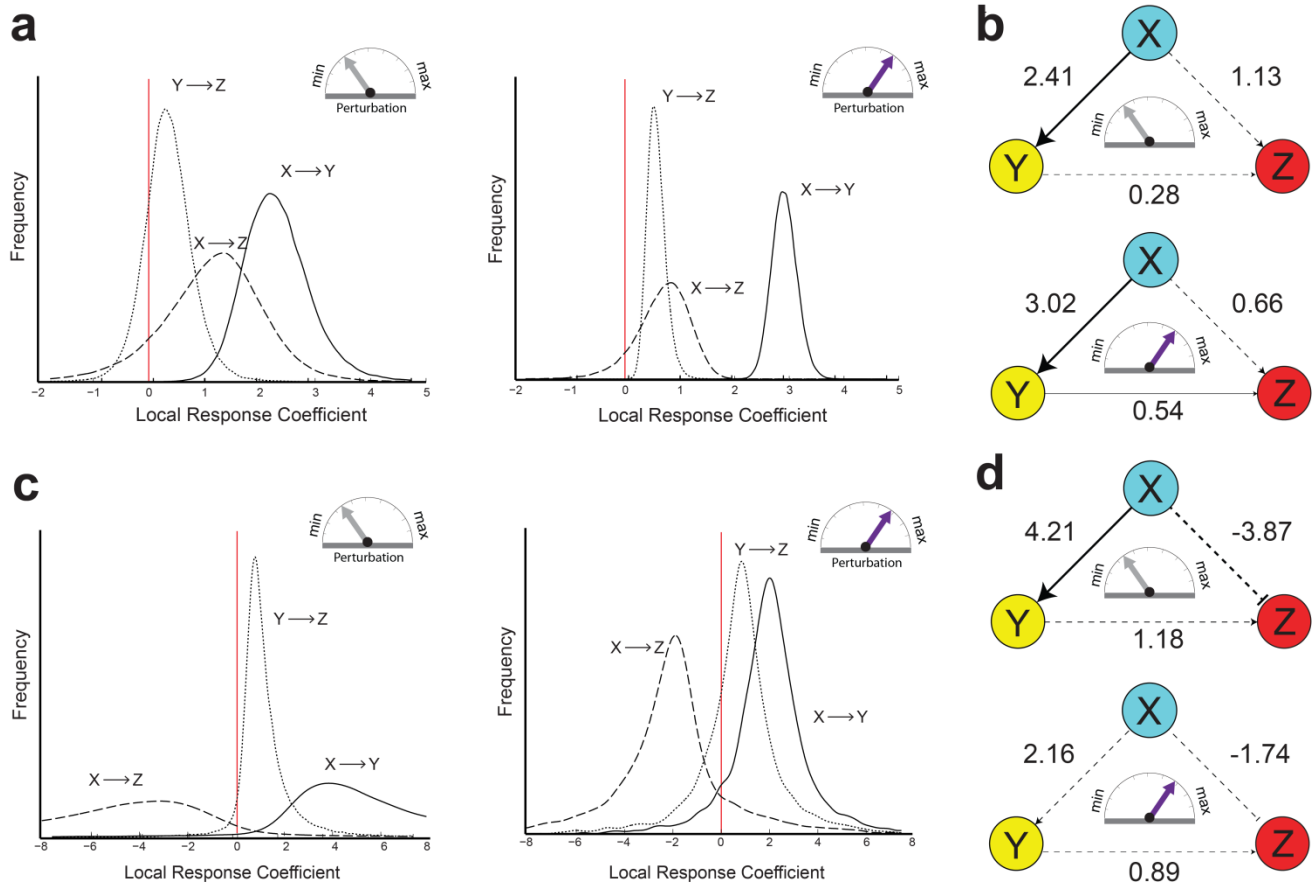 a
Y → Z
X → Y
X → Z
min
max
Perturbation
Frequency
-2
-1
0
1
2
3
4
5
Local Response Coefficient
Y → Z
X → Y
X → Z
min
max
Perturbation
Frequency
-2
-1
0
1
2
3
4
5
Local Response Coefficient
b
X
2.41
1.13
min
max
Y
Z
0.28
X
3.02
0.66
min
max
Y
Z
0.54
c
min
max
Perturbation
Y → Z
X → Z
X → Y
Frequency
-8
-6
-4
-2
0
2
4
6
8
Local Response Coefficient
min
max
Perturbation
Y → Z
X → Z
X → Y
Frequency
-8
-6
-4
-2
0
2
4
6
8
Local Response Coefficient
d
X
4.21
-3.87
min
max
Y
Z
1.18
X
2.16
-1.74
min
max
Y
Z
0.89